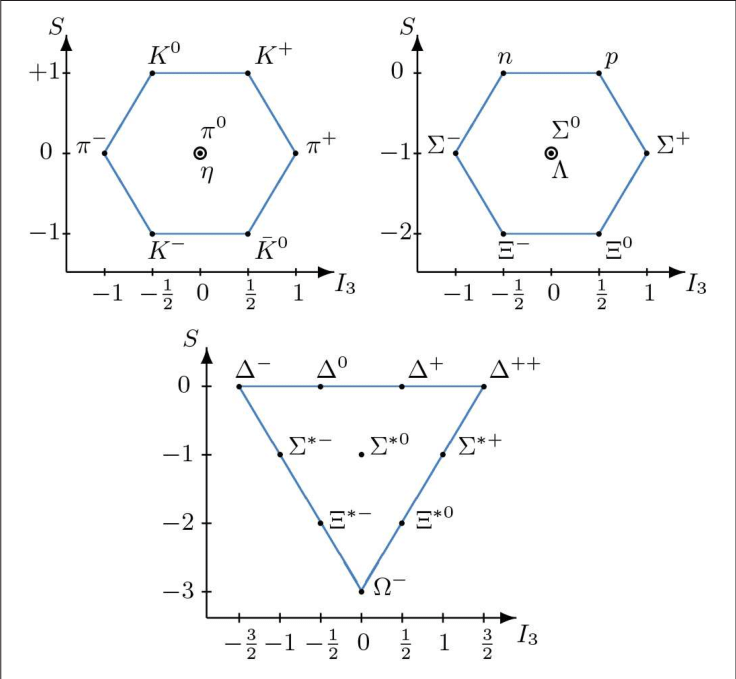 S S
K⁰ K⁺ n p
+1 0
π⁰ Σ⁰
π⁻ π⁺ Σ⁻ Σ⁺
0 −1
η Λ
−1 −2
K⁻ K̄⁰ Ξ⁻ Ξ⁰
I₃ I₃
−1 −½ 0 ½ 1 −1 −½ 0 ½ 1
S
Δ⁻ Δ⁰ Δ⁺ Δ⁺⁺
0
−1 Σ*⁻ Σ*⁰ Σ*⁺
−2 Ξ*⁻ Ξ*⁰
−3 Ω⁻
−3/2 −1 −½ 0 ½ 1 3/2 I₃